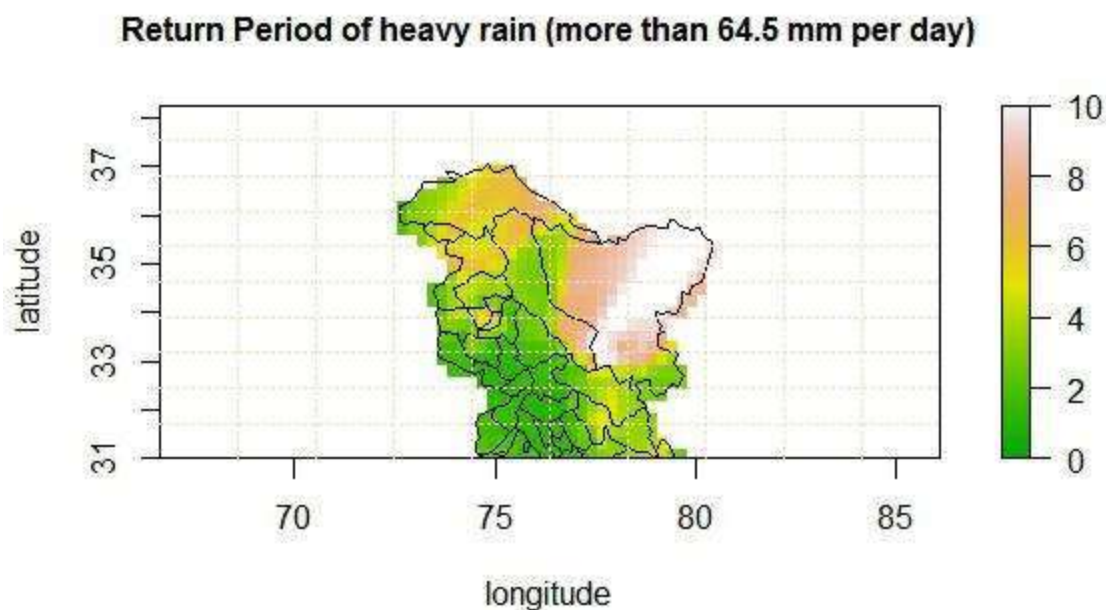 Return Period of heavy rain (more than 64.5 mm per day)
37
35
33
31
latitude
70 75 80 85
longitude
10
8
6
4
2
0